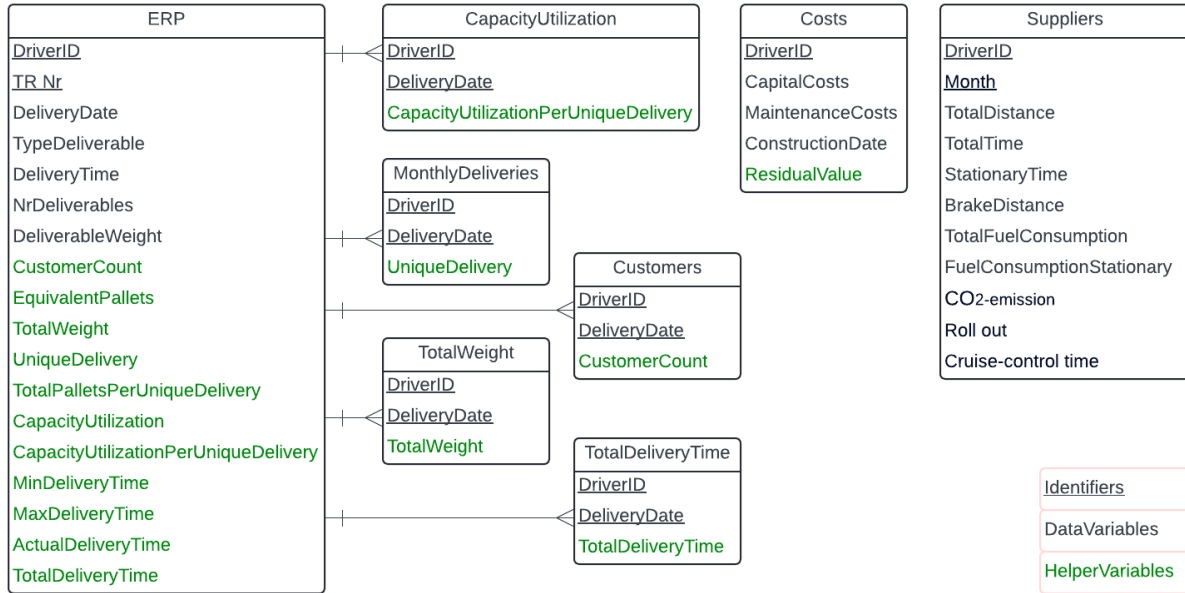 ERP
DriverID
TR Nr
DeliveryDate
TypeDeliverable
DeliveryTime
NrDeliverables
DeliverableWeight
CustomerCount
EquivalentPallets
TotalWeight
UniqueDelivery
TotalPalletsPerUniqueDelivery
CapacityUtilization
CapacityUtilizationPerUniqueDelivery
MinDeliveryTime
MaxDeliveryTime
ActualDeliveryTime
TotalDeliveryTime
CapacityUtilization
DriverID
DeliveryDate
CapacityUtilizationPerUniqueDelivery
MonthlyDeliveries
DriverID
DeliveryDate
UniqueDelivery
Customers
DriverID
DeliveryDate
CustomerCount
TotalWeight
DriverID
DeliveryDate
TotalWeight
TotalDeliveryTime
DriverID
DeliveryDate
TotalDeliveryTime
Costs
DriverID
CapitalCosts
MaintenanceCosts
ConstructionDate
ResidualValue
Suppliers
DriverID
Month
TotalDistance
TotalTime
StationaryTime
BrakeDistance
TotalFuelConsumption
FuelConsumptionStationary
CO2-emission
Roll out
Cruise-control time
Identifiers
DataVariables
HelperVariables